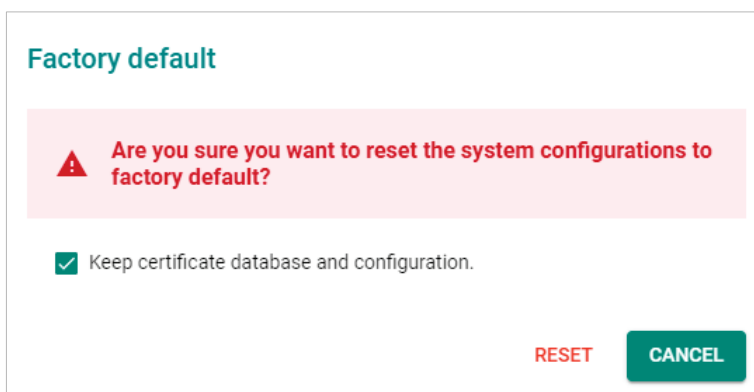 Factory default
Are you sure you want to reset the system configurations to
factory default?
Keep certificate database and configuration.
RESET
CANCEL